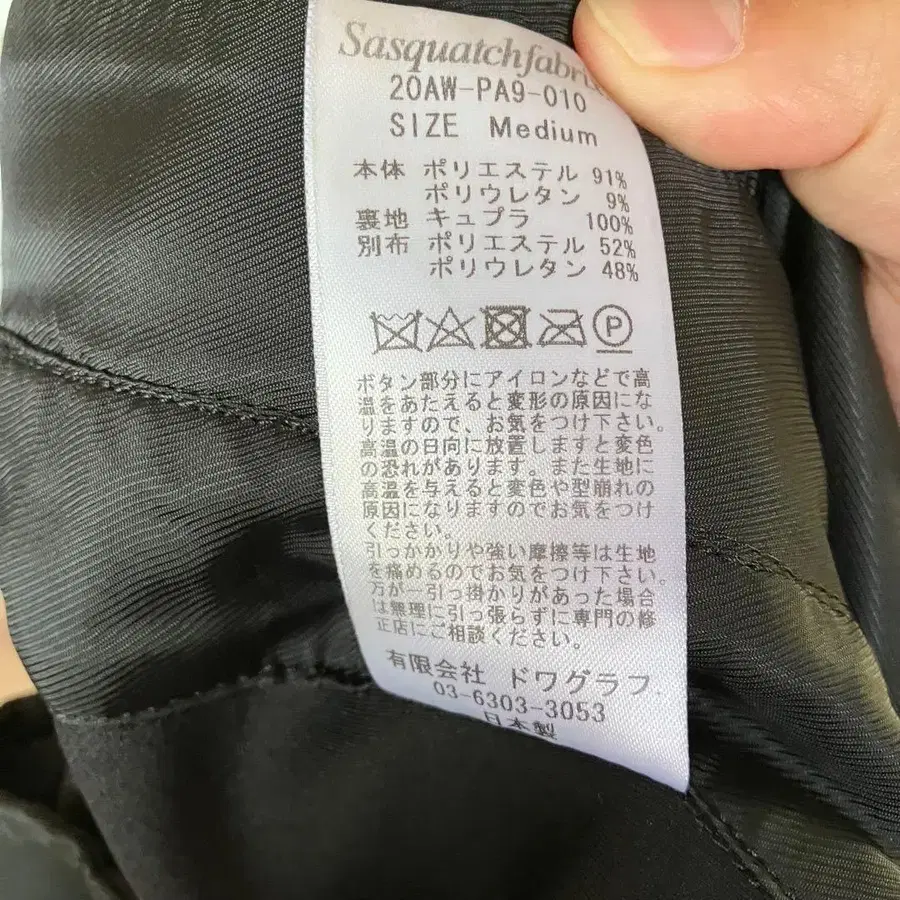 Sasquatchfabrix.
20AW-PA9-010
SIZE Medium
本体 ポリエステル 91%
ポリウレタン 9%
裏地 キュプラ 100%
別布 ポリエステル 52%
ポリウレタン 48%
P
ボタン部分にアイロンなどで高
温をあたえると変形の原因にな
りますので、お気をつけ下さい。
高温の日向に放置しますと変色
の恐れがあります。また生地に
高温を与えると変色や型崩れの
原因になりますのでお気をつけ
ください。
引っかかりや強い摩擦等は生地
を痛めるのでお気をつけ下さい。
万が一引っ掛かりがあった場合
は無理に引っ張らずに専門の修
正店にご相談ください。
有限会社 ドワグラフ.
03-6303-3053
日本製